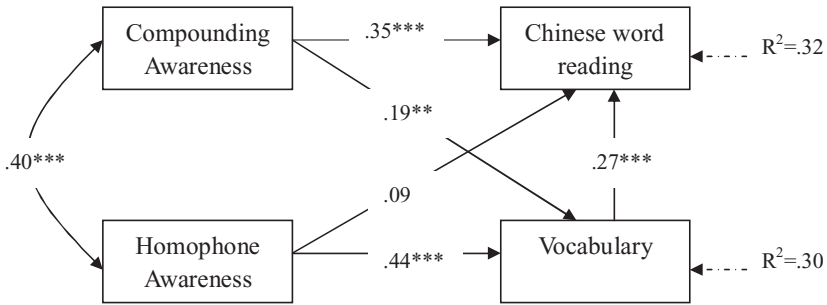 Compounding
Awareness
.35***
Chinese word
reading
R²=.32
.19**
.40***
.27***
.09
Homophone
Awareness
.44***
Vocabulary
R²=.30